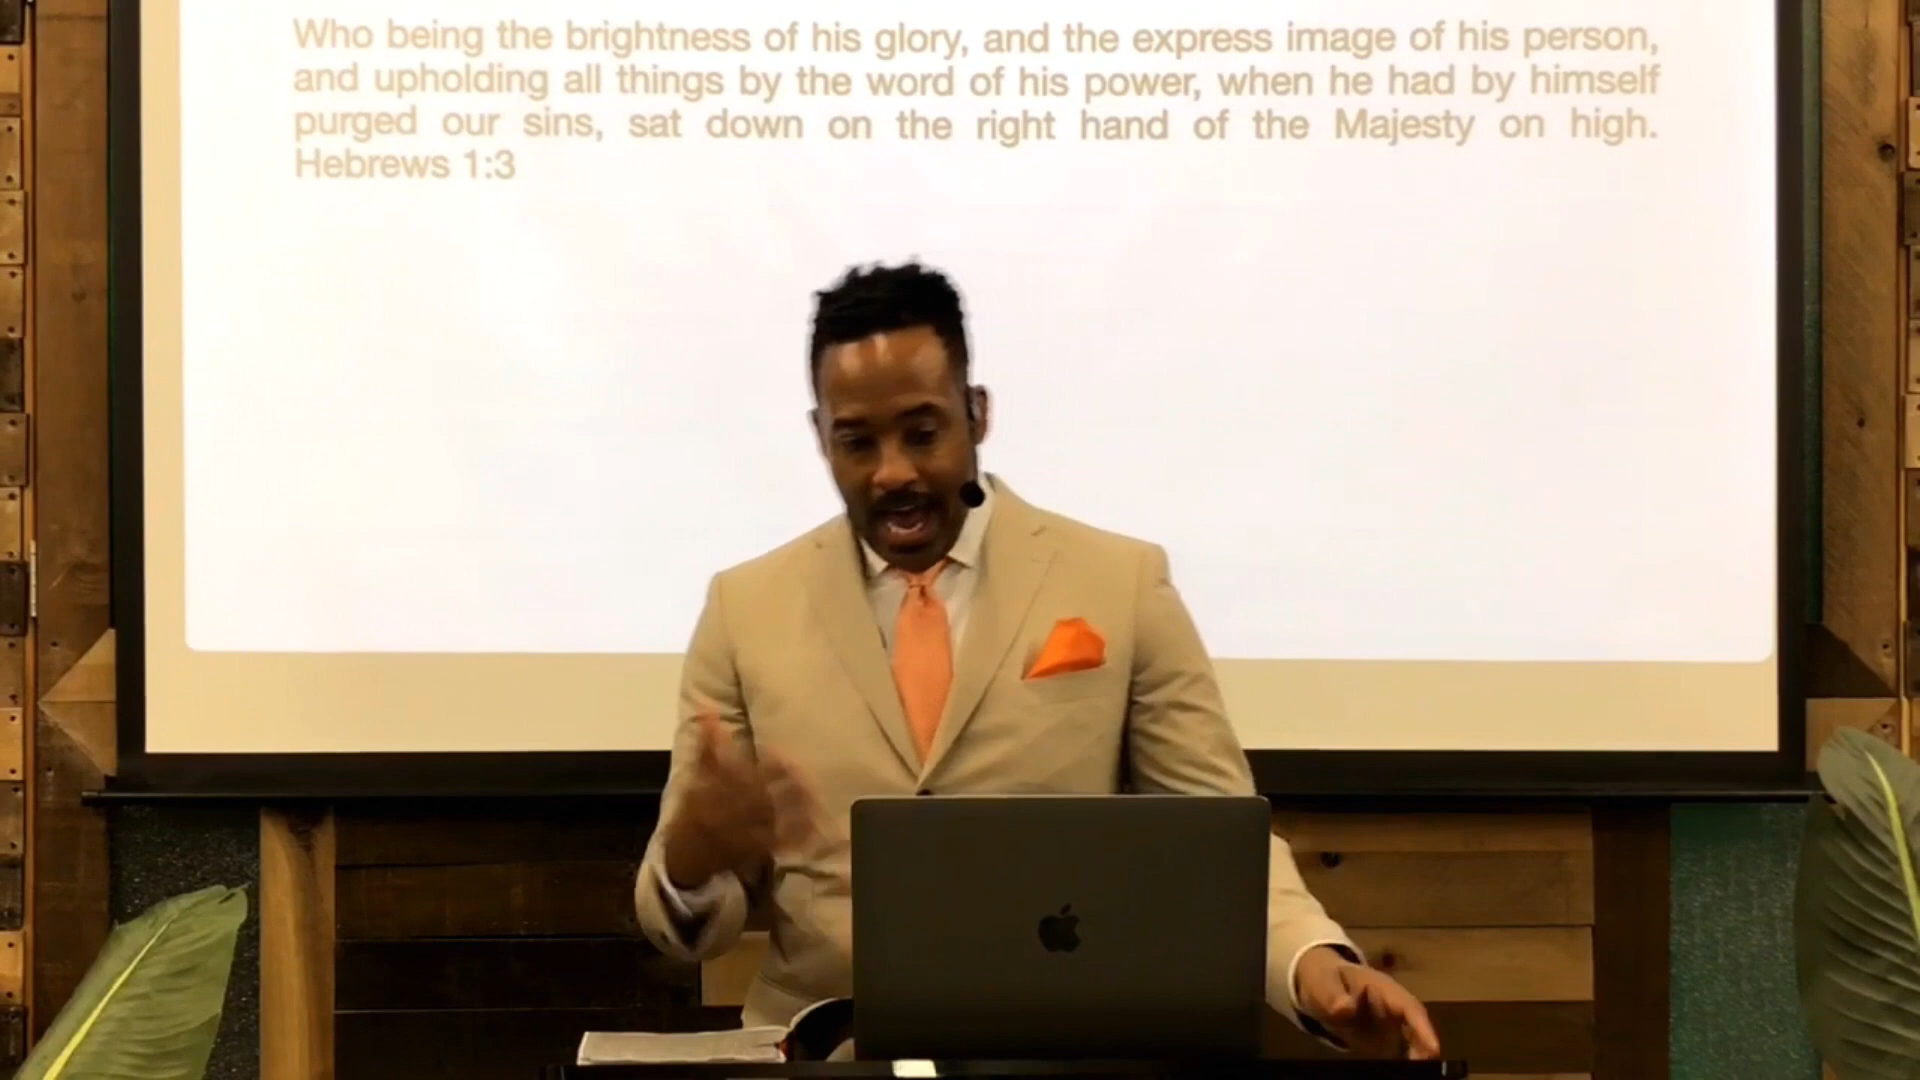 Who being the brightness of his glory, and the express image of his person,
and upholding all things by the word of his power, when he had by himself
purged our sins, sat down on the right hand of the Majesty on high.
Hebrews 1:3